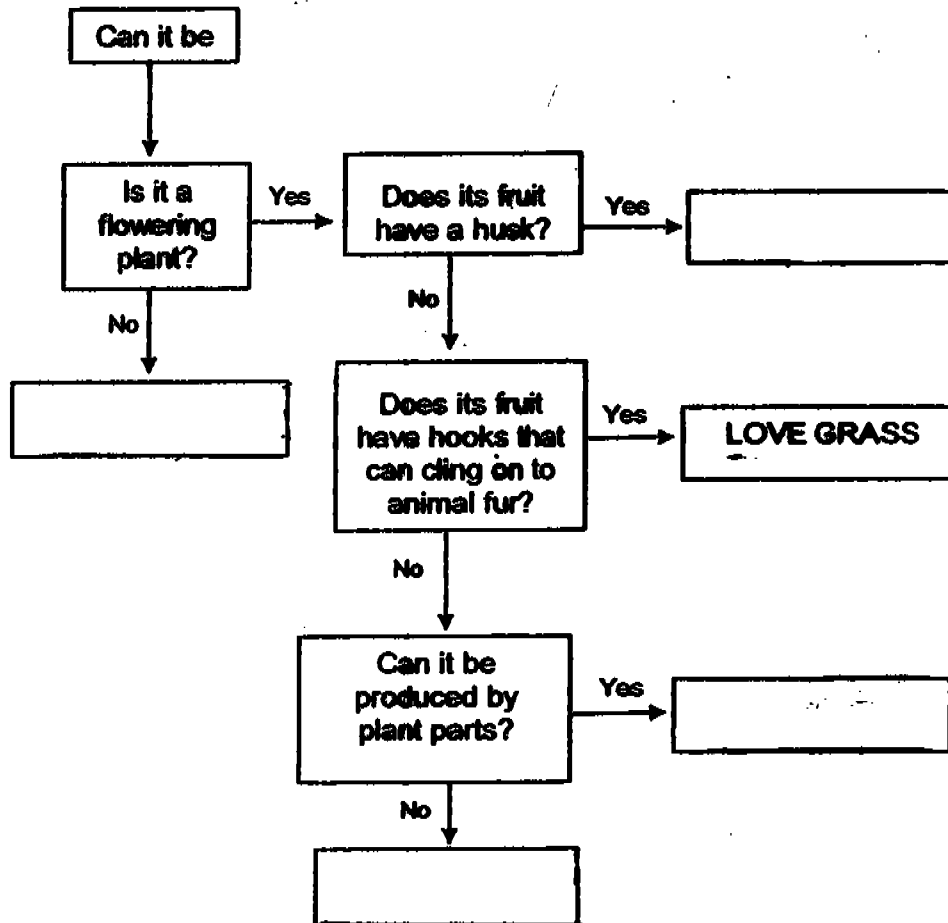 Can it be
Is it a
flowering
plant?
Yes
Does its fruit
have a husk?
Yes
No
No
Does its fruit
have hooks that
can cling on to
animal fur?
Yes
LOVE GRASS
No
Can it be
produced by
plant parts?
Yes
No